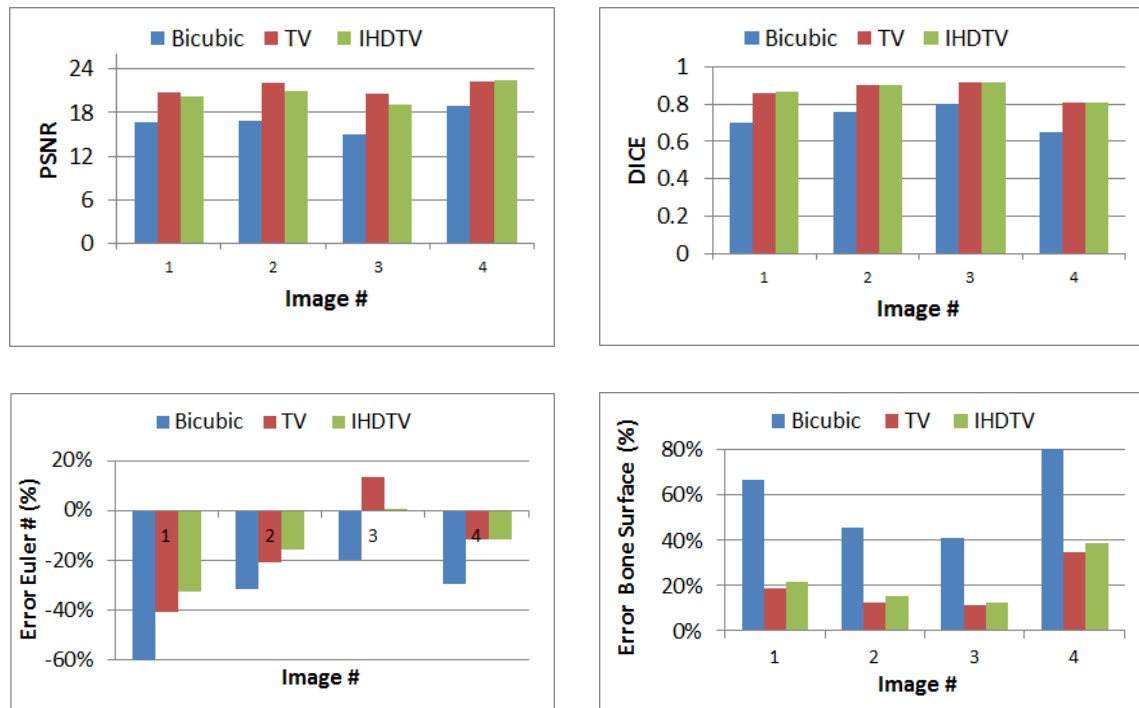 Bicubic TV IHDTV
24
18
12
6
0
PSNR
1 2 3 4
Image #
Bicubic TV IHDTV
1
0.8
0.6
0.4
0.2
0
DICE
1 2 3 4
Image #
Bicubic TV IHDTV
20%
0%
-20%
-40%
-60%
Error Euler # (%)
1 2 3 4
Image #
Bicubic TV IHDTV
80%
60%
40%
20%
0%
Error Bone Surface (%)
1 2 3 4
Image #